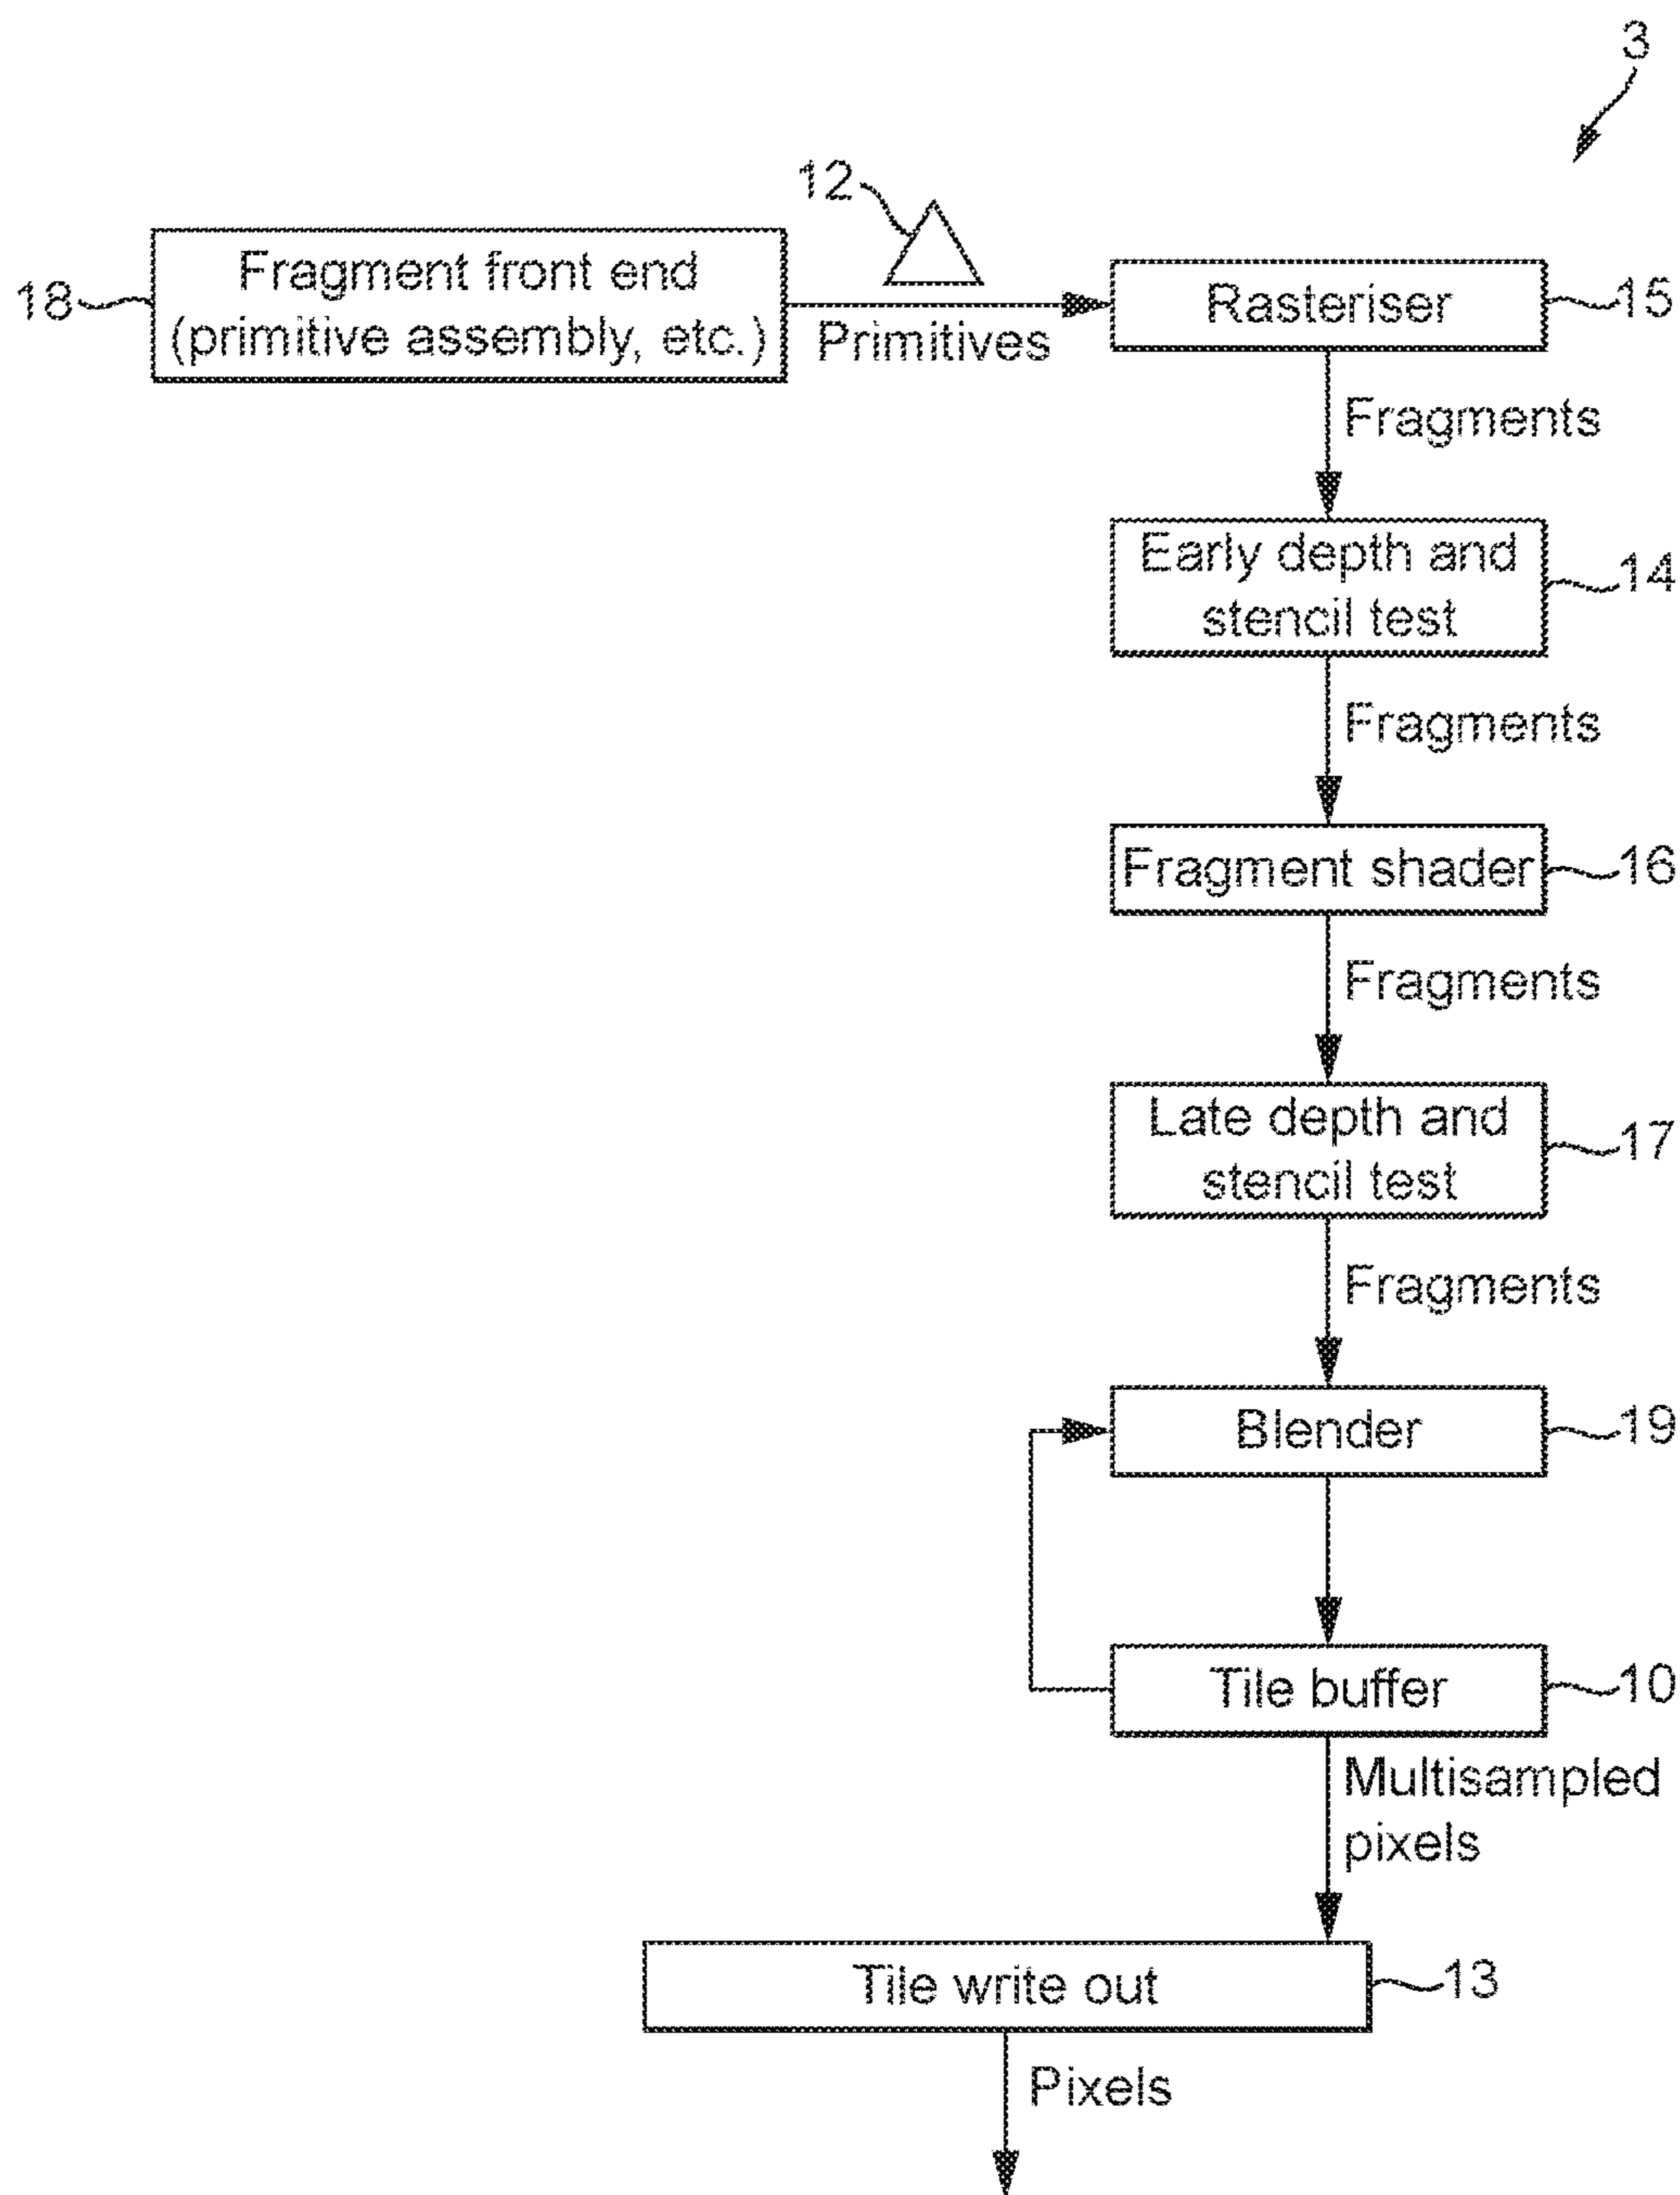 3
12
18
Fragment front end
(primitive assembly, etc.)
Primitives
Rasteriser
15
Fragments
Early depth and
stencil test
14
Fragments
Fragment shader
16
Fragments
Late depth and
stencil test
17
Fragments
Blender
19
Tile buffer
10
Multisampled
pixels
Tile write out
13
Pixels